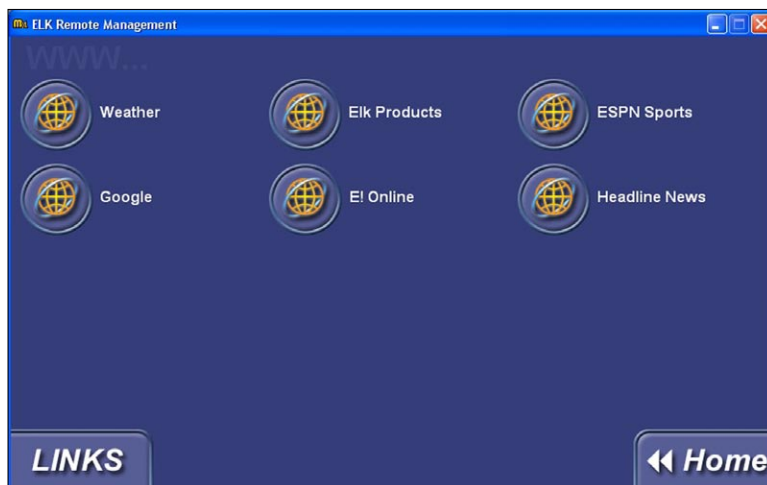 ELK Remote Management
WWW...
Weather
Elk Products
ESPN Sports
Google
E! Online
Headline News
LINKS
Home